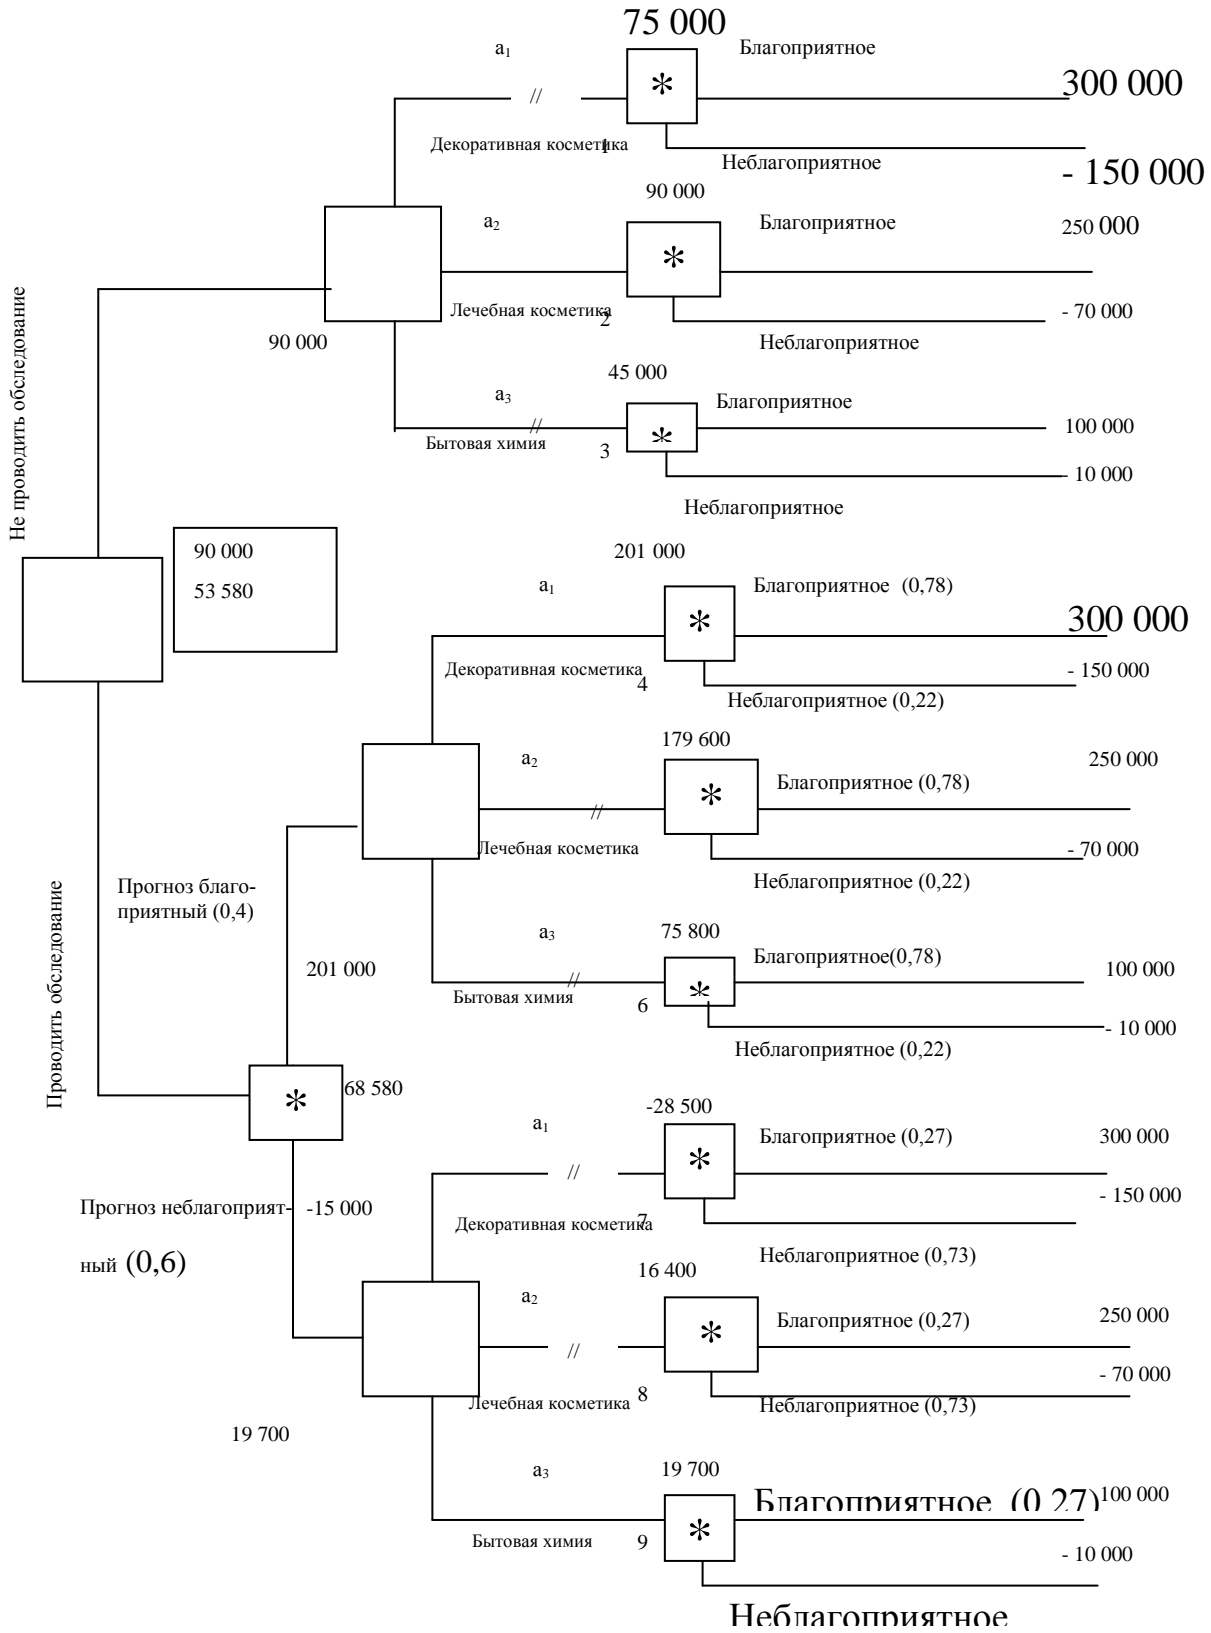 75 000
a1
Благоприятное
*
300 000
//
Декоративная косметика
1
Неблагоприятное
- 150 000
90 000
a2
Благоприятное
250 000
*
Лечебная косметика
2
- 70 000
Неблагоприятное
90 000
45 000
a3
Благоприятное
//
*
100 000
Бытовая химия
3
- 10 000
Неблагоприятное
Не проводить обследование
90 000
53 580
201 000
a1
Благоприятное (0,78)
*
300 000
Декоративная косметика
4
- 150 000
Неблагоприятное (0,22)
179 600
a2
250 000
Благоприятное (0,78)
*
//
Лечебная косметика
- 70 000
Неблагоприятное (0,22)
Прогноз благо-
приятный (0,4)
Проводить обследование
201 000
75 800
a3
Благоприятное(0,78)
100 000
//
*
Бытовая химия
6
- 10 000
Неблагоприятное (0,22)
*
68 580
-28 500
a1
Благоприятное (0,27)
300 000
*
//
Прогноз неблагоприят-
ный (0,6)
-15 000
- 150 000
Декоративная косметика
7
Неблагоприятное (0,73)
16 400
a2
Благоприятное (0,27)
250 000
*
//
- 70 000
Лечебная косметика
8
Неблагоприятное (0,73)
19 700
19 700
a3
Благоприятное (0,27)
100 000
*
Бытовая химия
9
- 10 000
Неблагоприятное